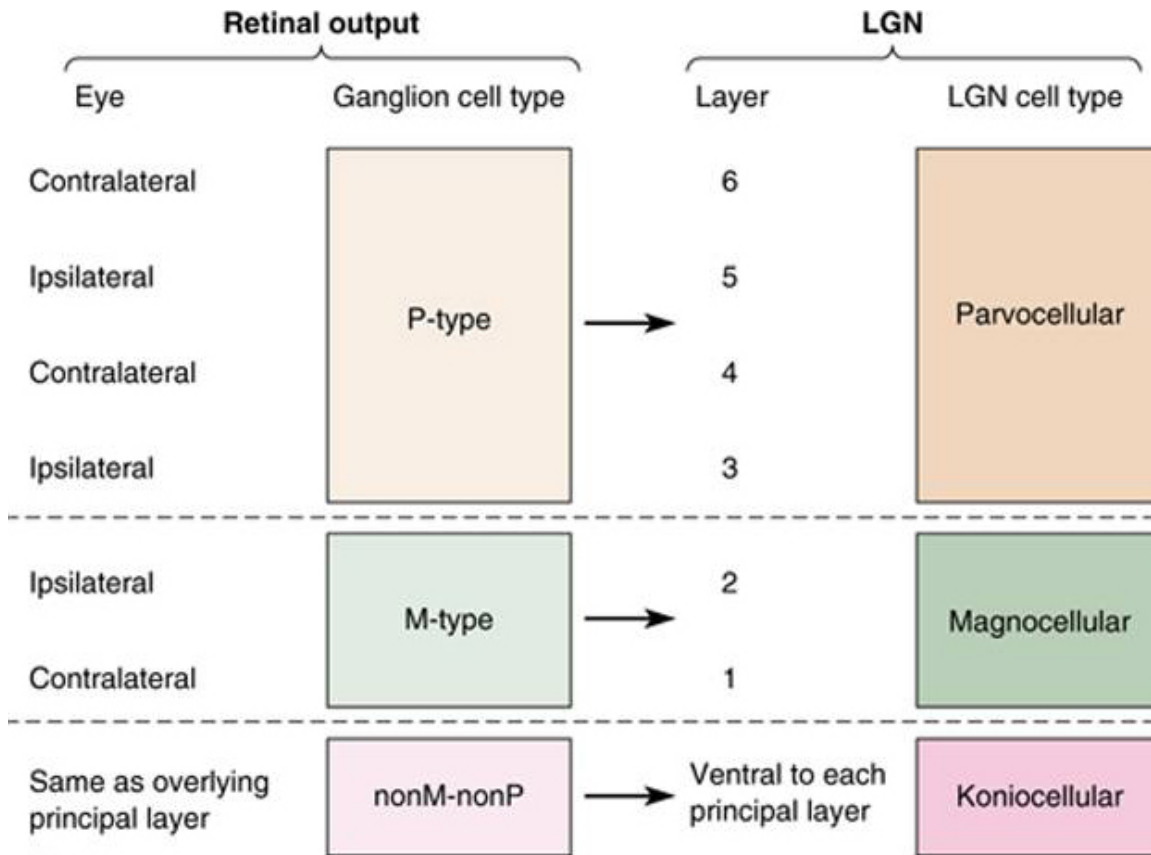 Retinal output LGN
Eye Ganglion cell type Layer LGN cell type
Contralateral 6
Ipsilateral 5
P-type Parvocellular
Contralateral 4
Ipsilateral 3
Ipsilateral 2
M-type Magnocellular
Contralateral 1
Same as overlying
principal layer
nonM-nonP
Ventral to each
principal layer
Koniocellular